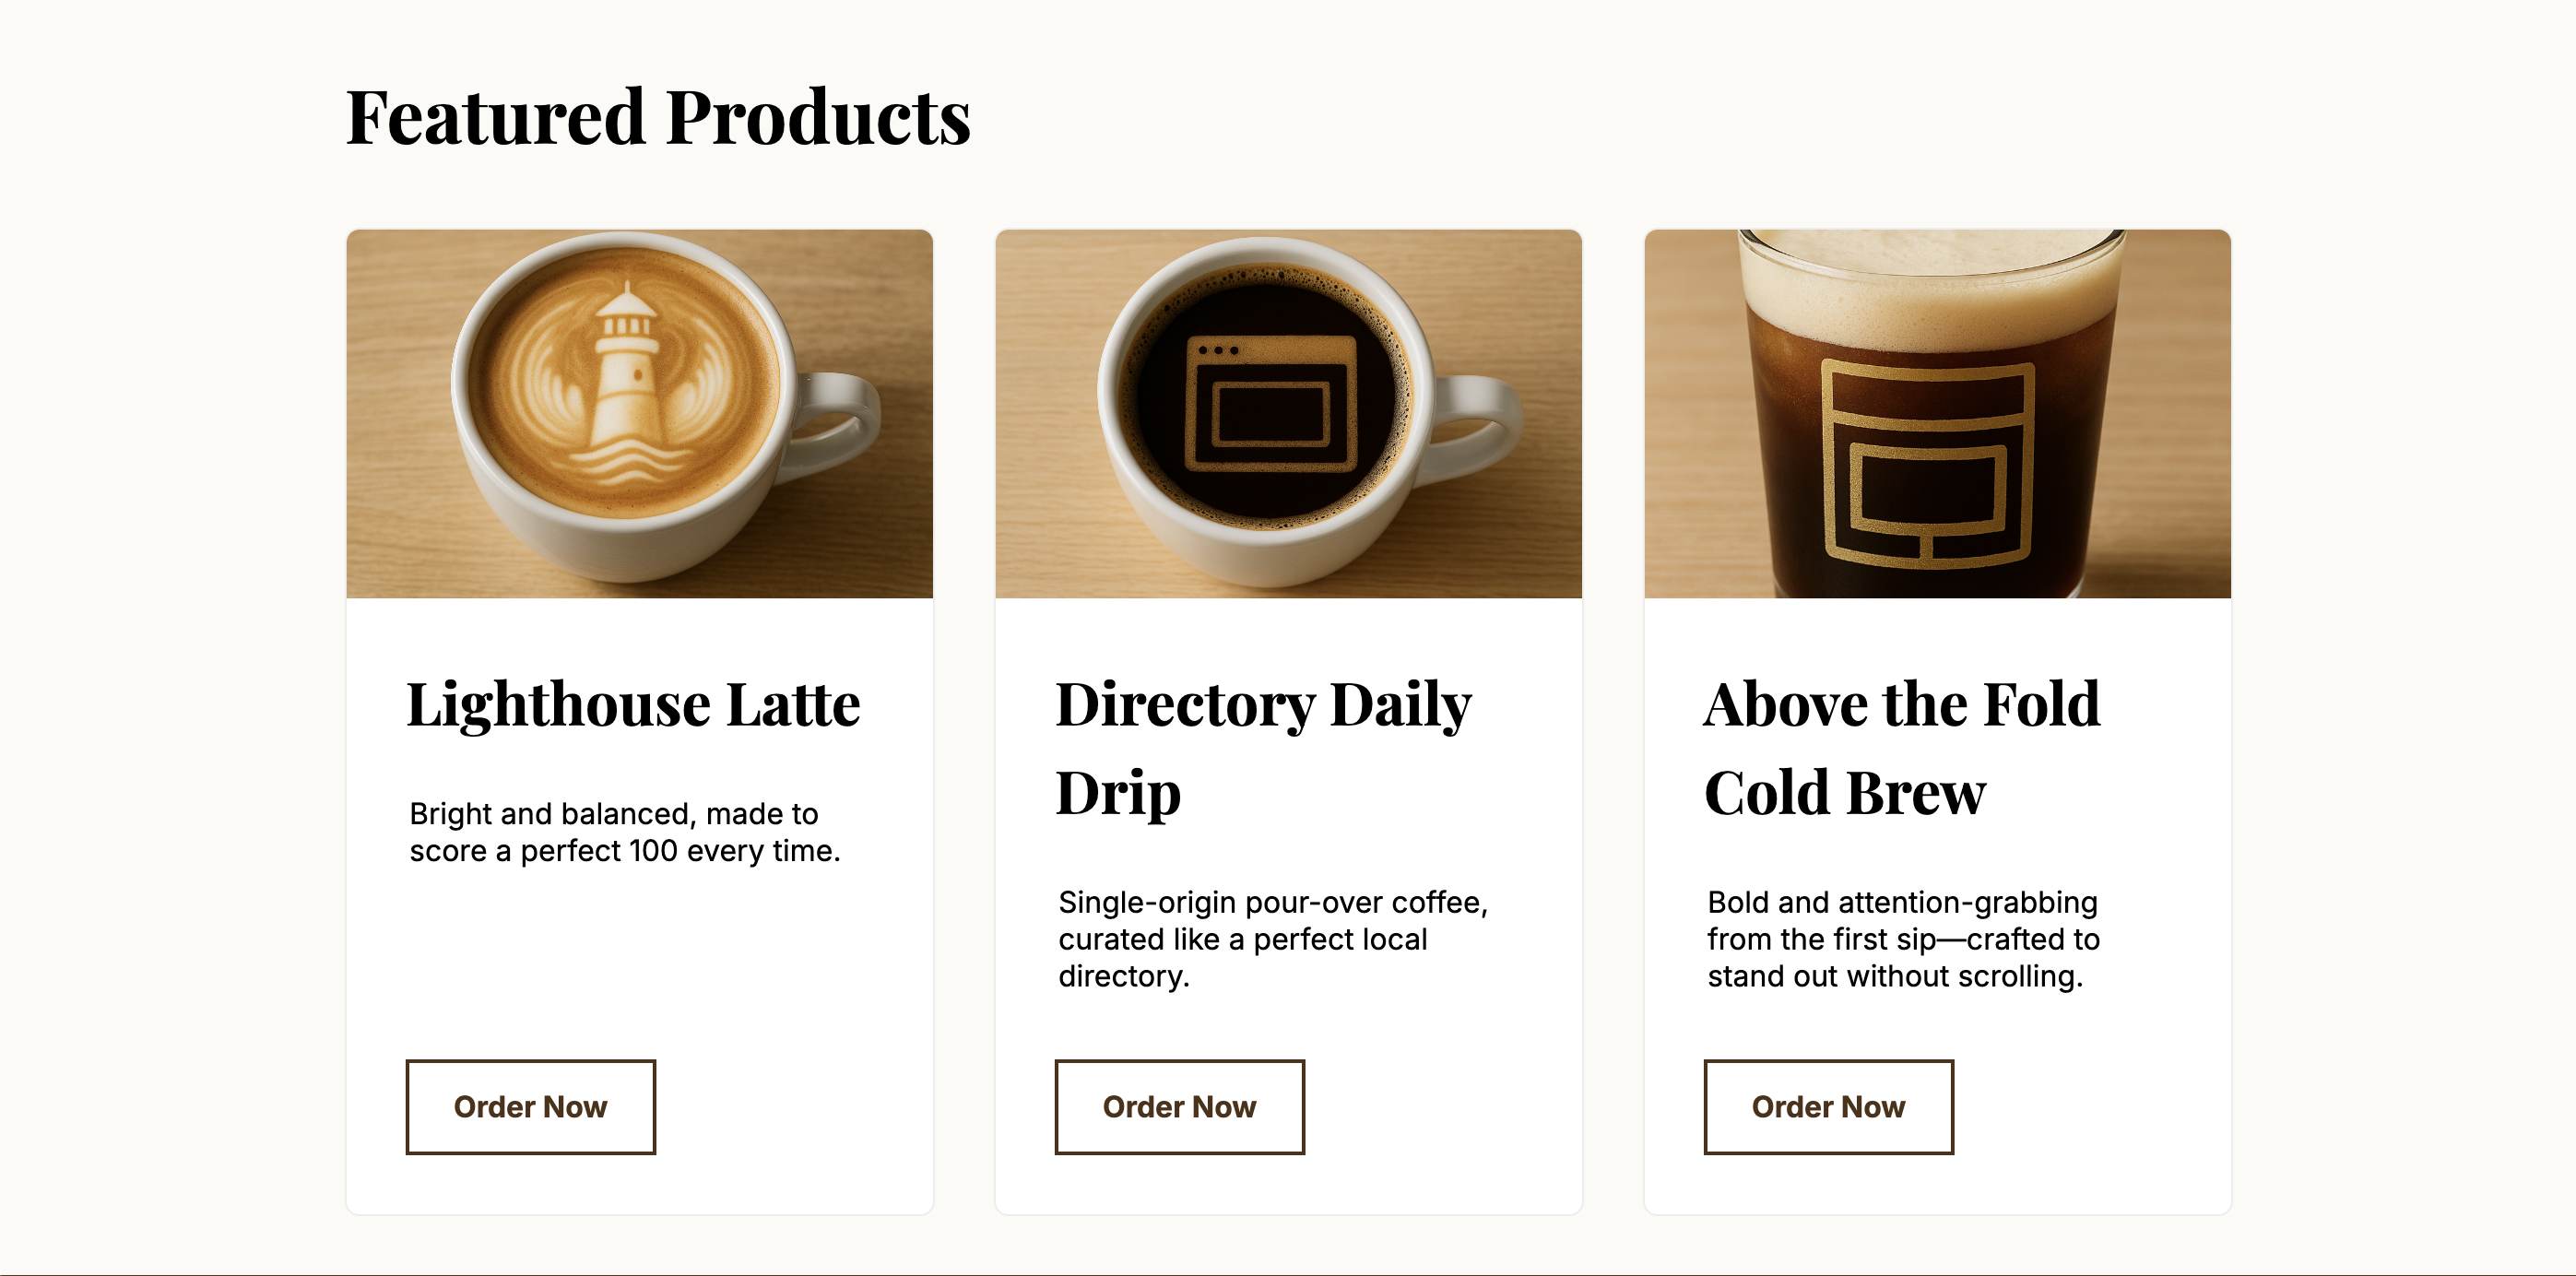 Featured Products
Lighthouse Latte
Bright and balanced, made to
score a perfect 100 every time.
Order Now
Directory Daily
Drip
Single-origin pour-over coffee,
curated like a perfect local
directory.
Order Now
Above the Fold
Cold Brew
Bold and attention-grabbing
from the first sip—crafted to
stand out without scrolling.
Order Now